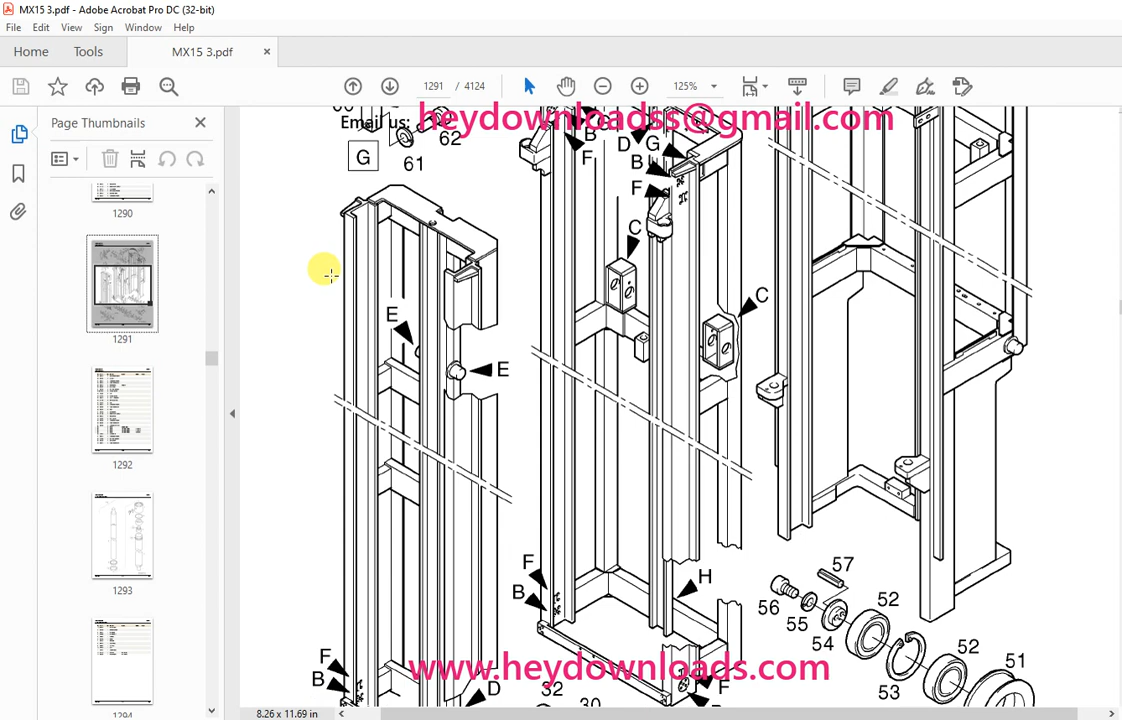 MX15 3.pdf - Adobe Acrobat Pro DC (32-bit)
File Edit View Sign Window Help
Home Tools MX15 3.pdf ×
1291 / 4124 125%
Page Thumbnails
1290
1291
1292
1293
1294
Email us: heydownloadss@gmail.com
62
61
G
B
F
D
G
B
F
C
C
E
E
F
B
H
57
56
55
54
52
53
52
51
F
B
D
F
32
30
www.heydownloads.com
8.26 x 11.69 in